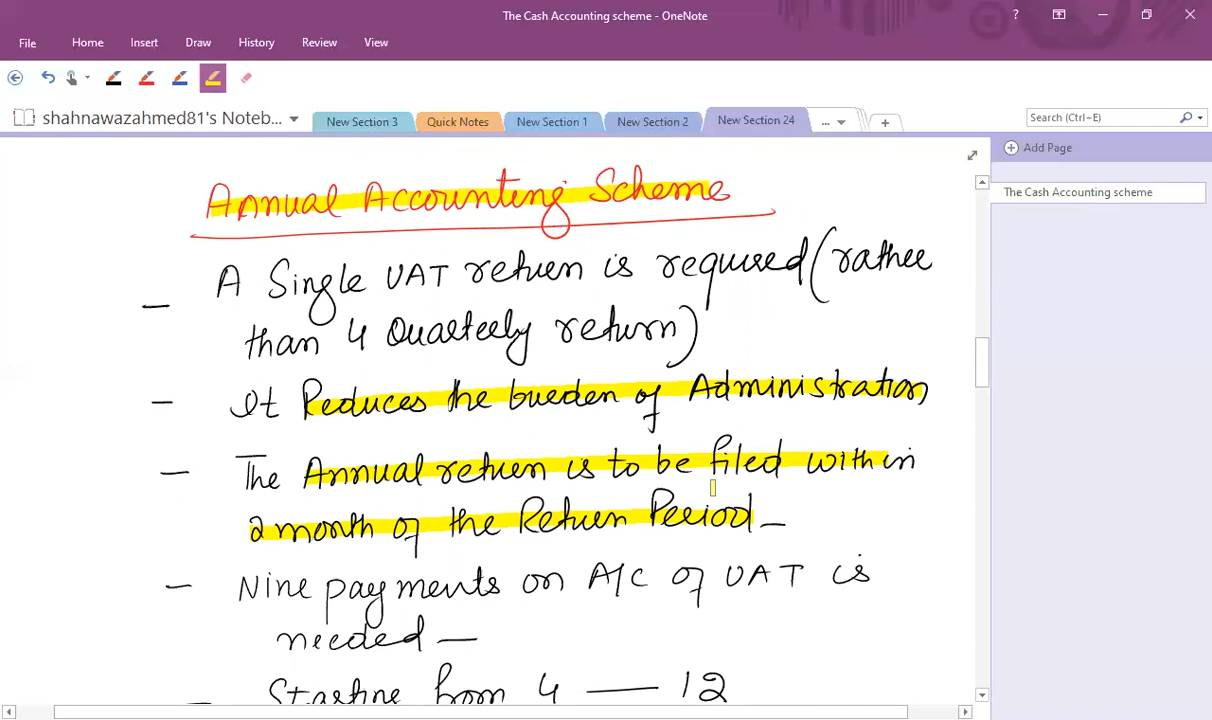 The Cash Accounting scheme - OneNote
?
File Home Insert Draw History Review View
shahnawazahmed81's Noteb... New Section 3 Quick Notes New Section 1 New Section 2 New Section 24 ... + Search (Ctrl+E)
Add Page
The Cash Accounting scheme
Annual Accounting Scheme
– A Single VAT return is required (rather
than 4 Quarterly return)
– It Reduces the burden of Administration,
– The Annual return is to be filed within
2 month of the Return Period –
– Nine payments on A/C of VAT is
needed –
– Starting from 4 — 12